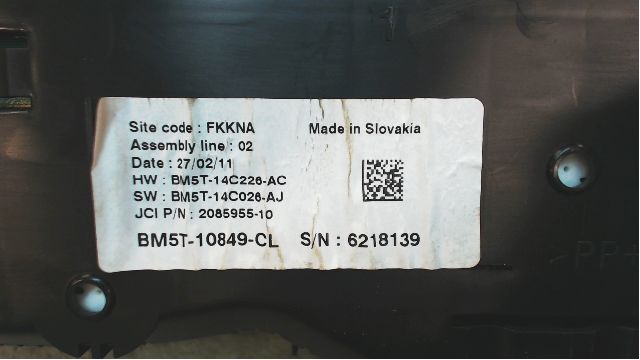 Site code : FKKNA Made in Slovakia
Assembly line : 02
Date : 27/02/11
HW : BM5T-14C226-AC
SW : BM5T-14C026-AJ
JCI P/N : 2085955-10
BM5T-10849-CL S/N : 6218139
>PP+